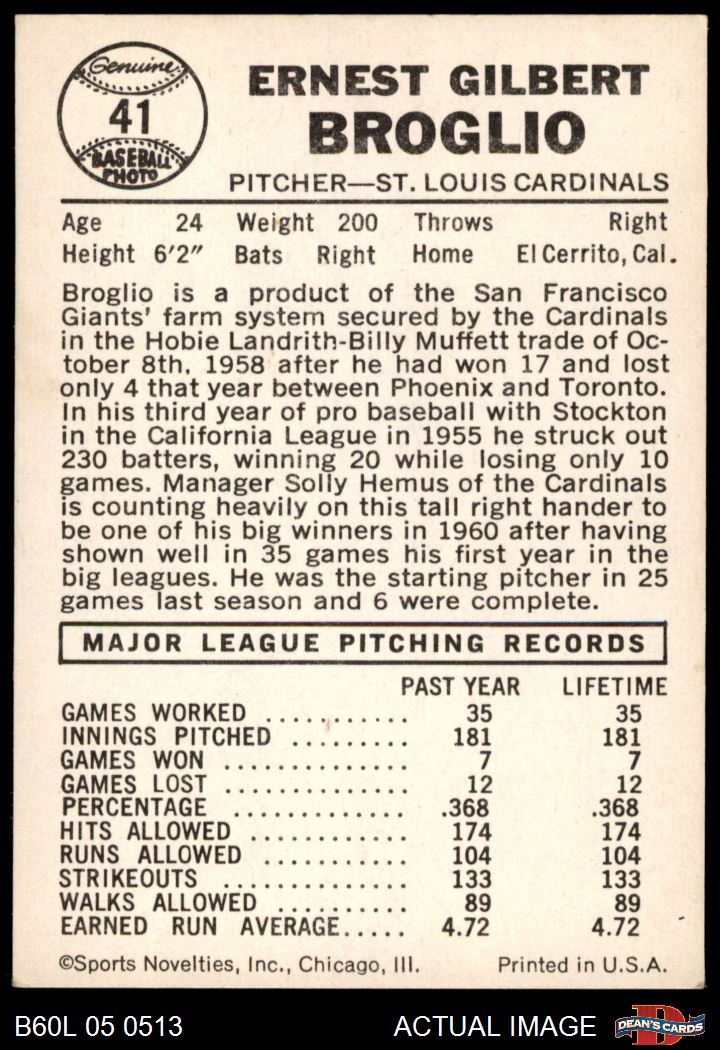 Genuine
41
BASEBALL
PHOTO
ERNEST GILBERT
BROGLIO
PITCHER—ST. LOUIS CARDINALS
Age 24 Weight 200 Throws Right
Height 6'2" Bats Right Home El Cerrito, Cal.
Broglio is a product of the San Francisco
Giants' farm system secured by the Cardinals
in the Hobie Landrith-Billy Muffett trade of Oc-
tober 8th. 1958 after he had won 17 and lost
only 4 that year between Phoenix and Toronto.
In his third year of pro baseball with Stockton
in the California League in 1955 he struck out
230 batters, winning 20 while losing only 10
games. Manager Solly Hemus of the Cardinals
is counting heavily on this tall right hander to
be one of his big winners in 1960 after having
shown well in 35 games his first year in the
big leagues. He was the starting pitcher in 25
games last season and 6 were complete.
MAJOR LEAGUE PITCHING RECORDS
PAST YEAR LIFETIME
GAMES WORKED ........... 35 35
INNINGS PITCHED ......... 181 181
GAMES WON .............. 7 7
GAMES LOST .............. 12 12
PERCENTAGE ............. .368 .368
HITS ALLOWED ............ 174 174
RUNS ALLOWED ........... 104 104
STRIKEOUTS .............. 133 133
WALKS ALLOWED .......... 89 89
EARNED RUN AVERAGE..... 4.72 4.72
©Sports Novelties, Inc., Chicago, Ill. Printed in U.S.A.
B60L 05 0513 ACTUAL IMAGE DEAN'S CARDS